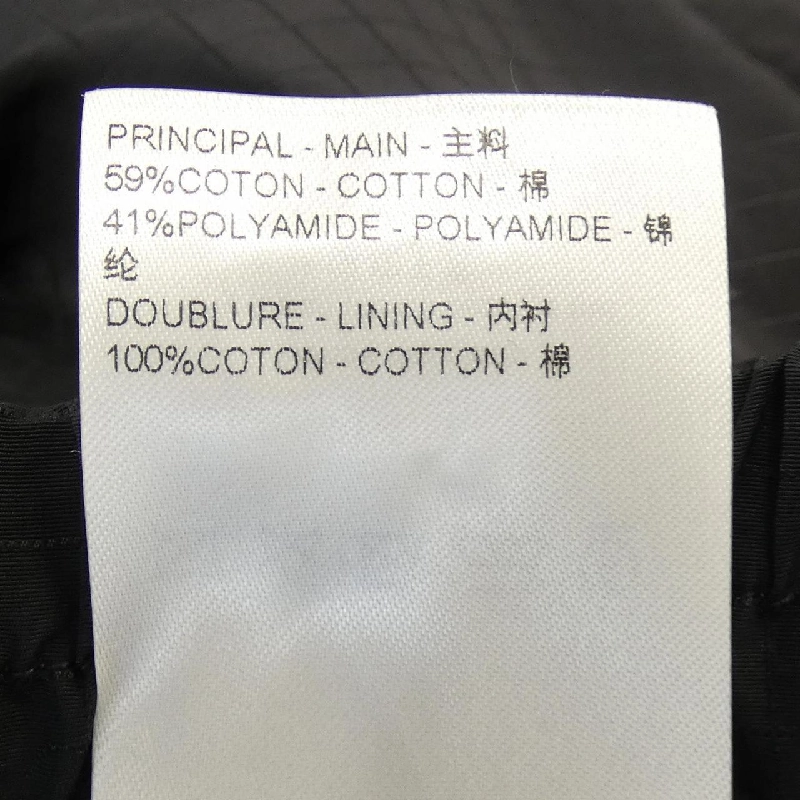 PRINCIPAL - MAIN - 主料
59%COTON - COTTON - 棉
41%POLYAMIDE - POLYAMIDE - 锦
纶
DOUBLURE - LINING - 内衬
100%COTON - COTTON - 棉